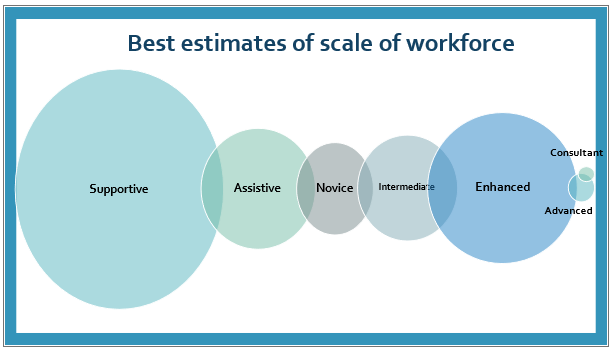 Best estimates of scale of workforce
Supportive
Assistive
Novice
Intermediate
Enhanced
Consultant
Advanced